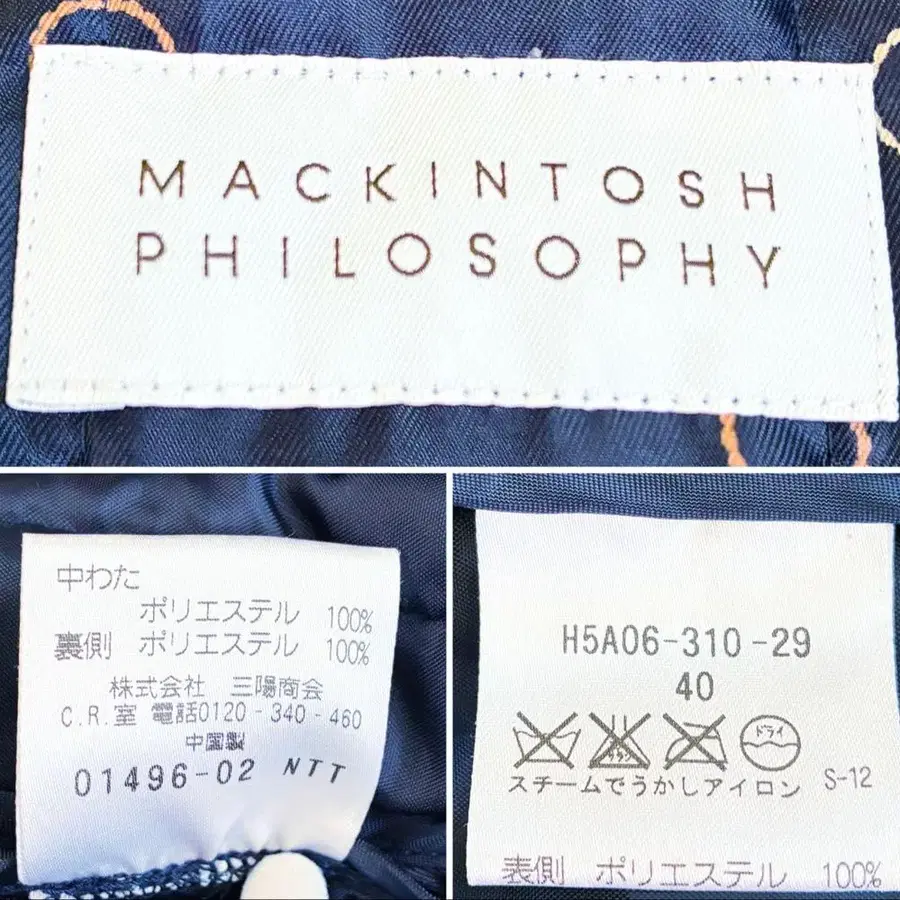 MACKINTOSH
PHILOSOPHY
中わた
ポリエステル 100%
裏側 ポリエステル 100%
株式会社 三陽商会
C.R.室 電話0120-340-460
中国製
01496-02 NTT
H5A06-310-29
40
ドライ
スチームでうかしアイロン S-12
表側 ポリエステル 100%